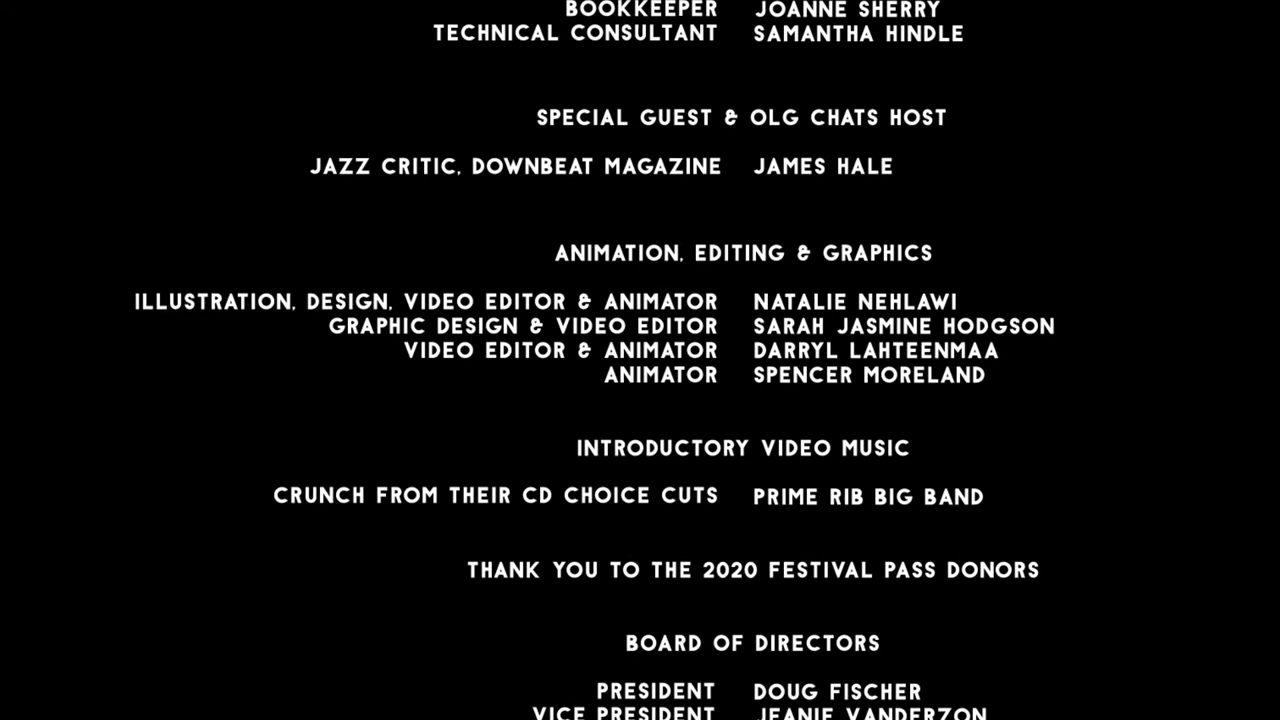 BOOKKEEPER JOANNE SHERRY
TECHNICAL CONSULTANT SAMANTHA HINDLE
SPECIAL GUEST & OLG CHATS HOST
JAZZ CRITIC, DOWNBEAT MAGAZINE JAMES HALE
ANIMATION, EDITING & GRAPHICS
ILLUSTRATION, DESIGN, VIDEO EDITOR & ANIMATOR NATALIE NEHLAWI
GRAPHIC DESIGN & VIDEO EDITOR SARAH JASMINE HODGSON
VIDEO EDITOR & ANIMATOR DARRYL LAHTEENMAA
ANIMATOR SPENCER MORELAND
INTRODUCTORY VIDEO MUSIC
CRUNCH FROM THEIR CD CHOICE CUTS PRIME RIB BIG BAND
THANK YOU TO THE 2020 FESTIVAL PASS DONORS
BOARD OF DIRECTORS
PRESIDENT DOUG FISCHER
VICE PRESIDENT JEANIE VANDERZON